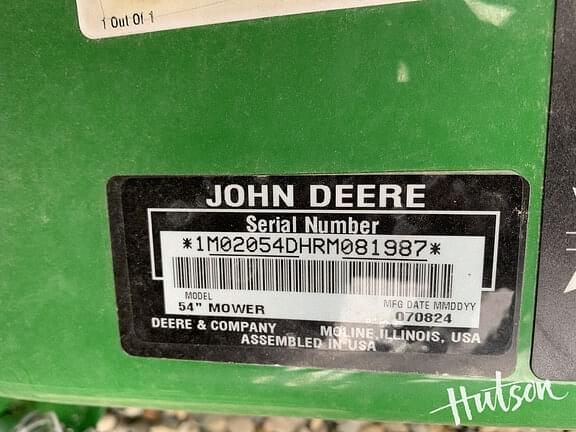 1 Out Of 1
JOHN DEERE
Serial Number
*1M02054DHRM081987*
MODEL
54" MOWER
MFG DATE MMDDYY
070824
DEERE & COMPANY
MOLINE, ILLINOIS, USA
ASSEMBLED IN USA
Hutson